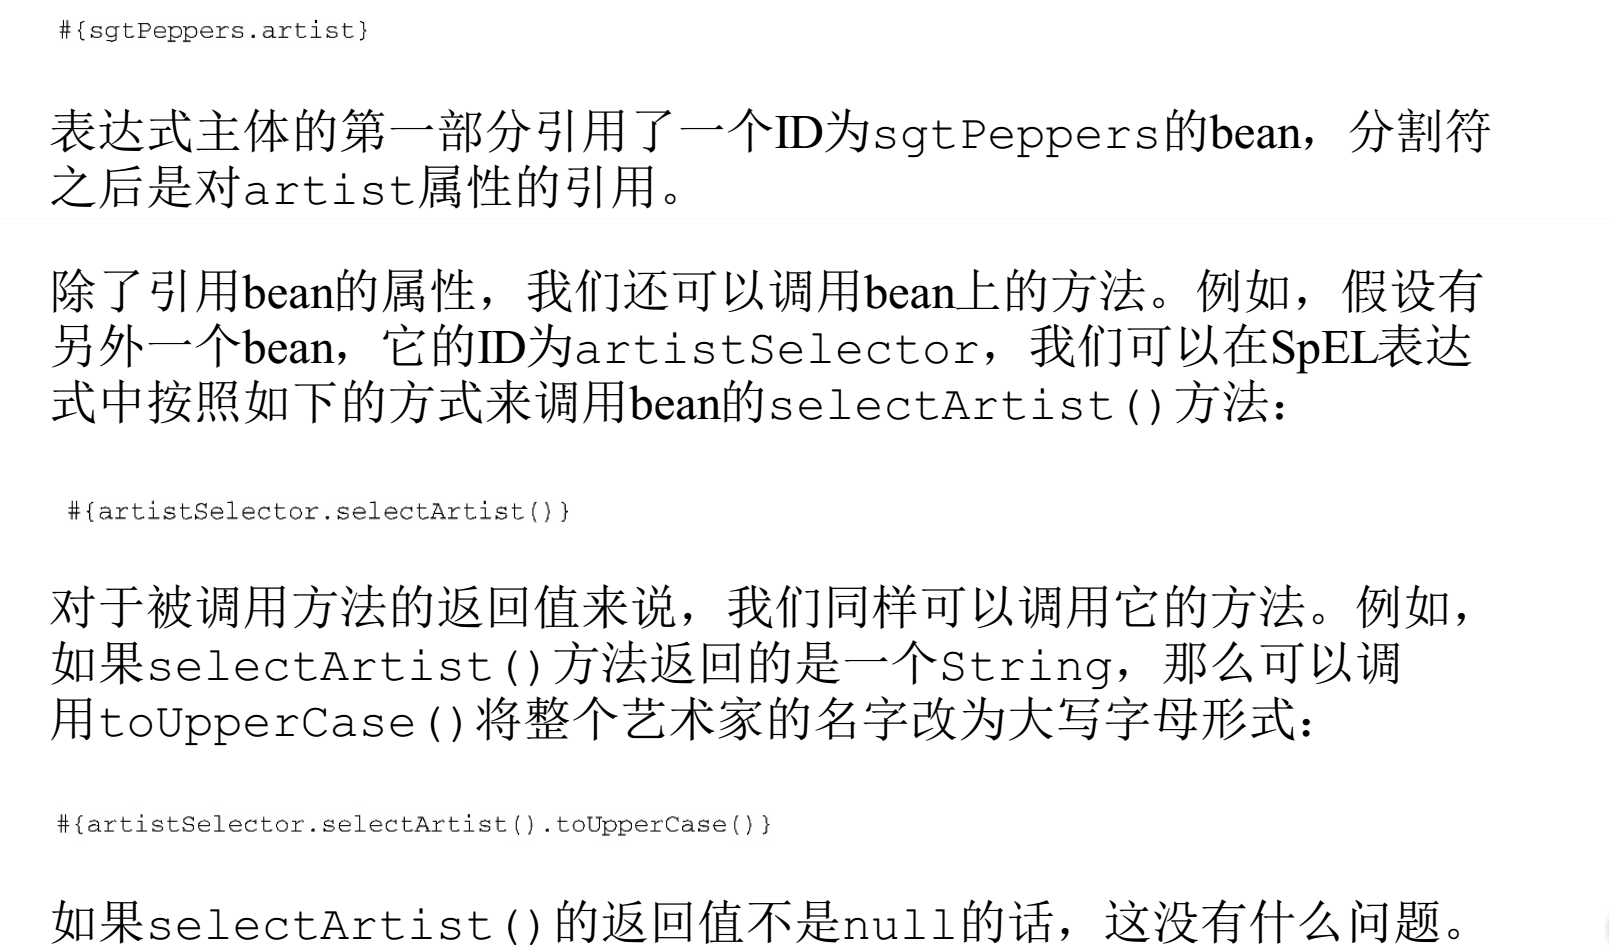 #{sgtPeppers.artist}
表达式主体的第一部分引用了一个ID为sgtPeppers的bean，分割符
之后是对artist属性的引用。
除了引用bean的属性，我们还可以调用bean上的方法。例如，假设有
另外一个bean，它的ID为artistSelector，我们可以在SpEL表达
式中按照如下的方式来调用bean的selectArtist()方法：
#{artistSelector.selectArtist()}
对于被调用方法的返回值来说，我们同样可以调用它的方法。例如，
如果selectArtist()方法返回的是一个String，那么可以调
用toUpperCase()将整个艺术家的名字改为大写字母形式：
#{artistSelector.selectArtist().toUpperCase()}
如果selectArtist()的返回值不是null的话，这没有什么问题。